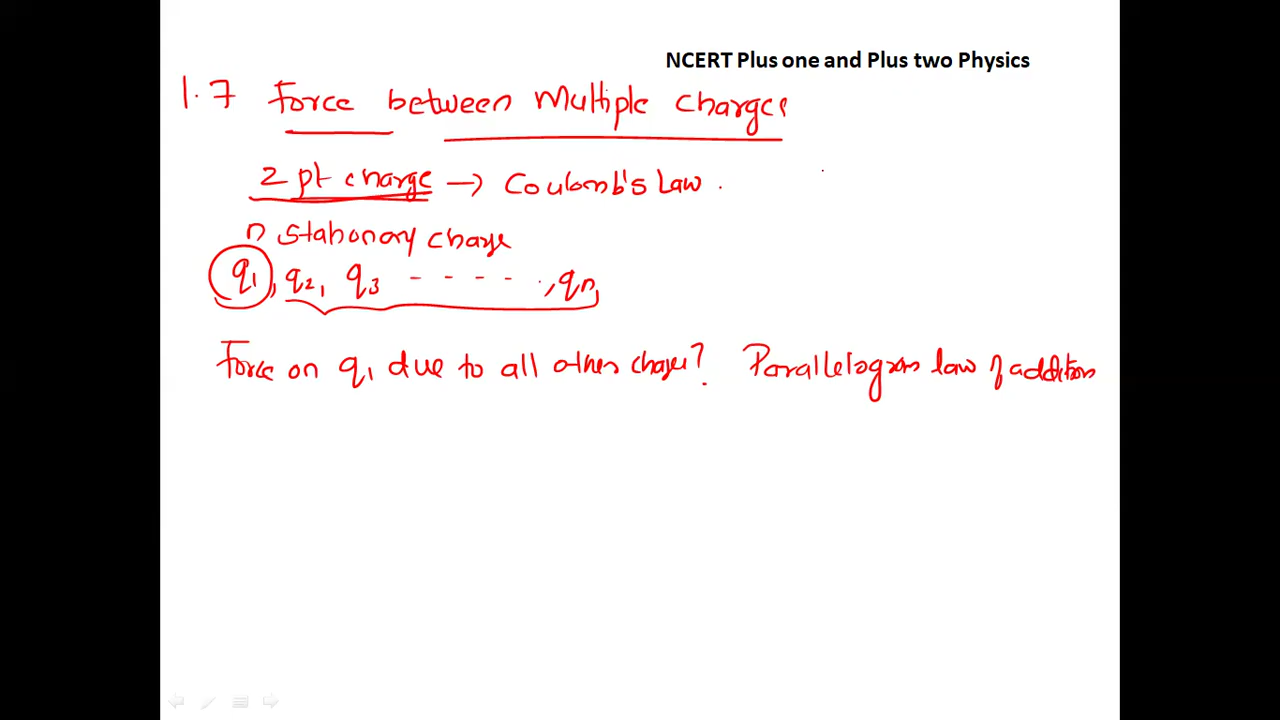 NCERT Plus one and Plus two Physics
1.7 Force between Multiple Charges
2 pt charge → Coulomb's Law.
n stationary charge
q1, q2, q3 - - - - ., qn
Force on q1 due to all other charges? Parallelogram law of addition